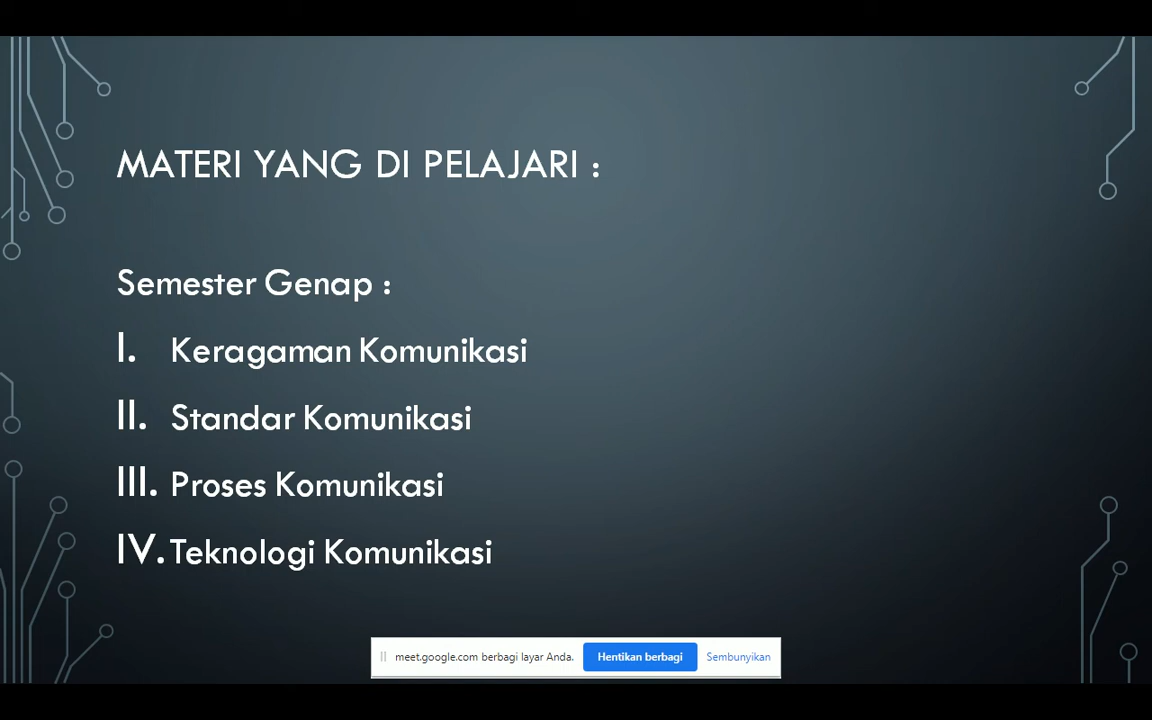 MATERI YANG DI PELAJARI :
Semester Genap :
I. Keragaman Komunikasi
II. Standar Komunikasi
III. Proses Komunikasi
IV. Teknologi Komunikasi
meet.google.com berbagi layar Anda. Hentikan berbagi Sembunyikan